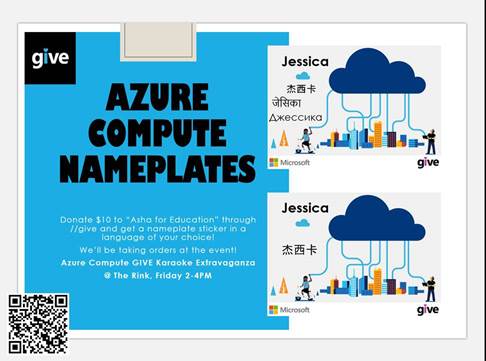 give
AZURE
COMPUTE
NAMEPLATES
Donate $10 to "Asha for Education" through
//give and get a nameplate sticker in a
language of your choice!
We'll be taking orders at the event!
Azure Compute GIVE Karaoke Extravaganza
@ The Rink, Friday 2-4PM
Jessica
杰西卡
जेसिका
Джессика
Microsoft
give
Jessica
杰西卡
Microsoft
give